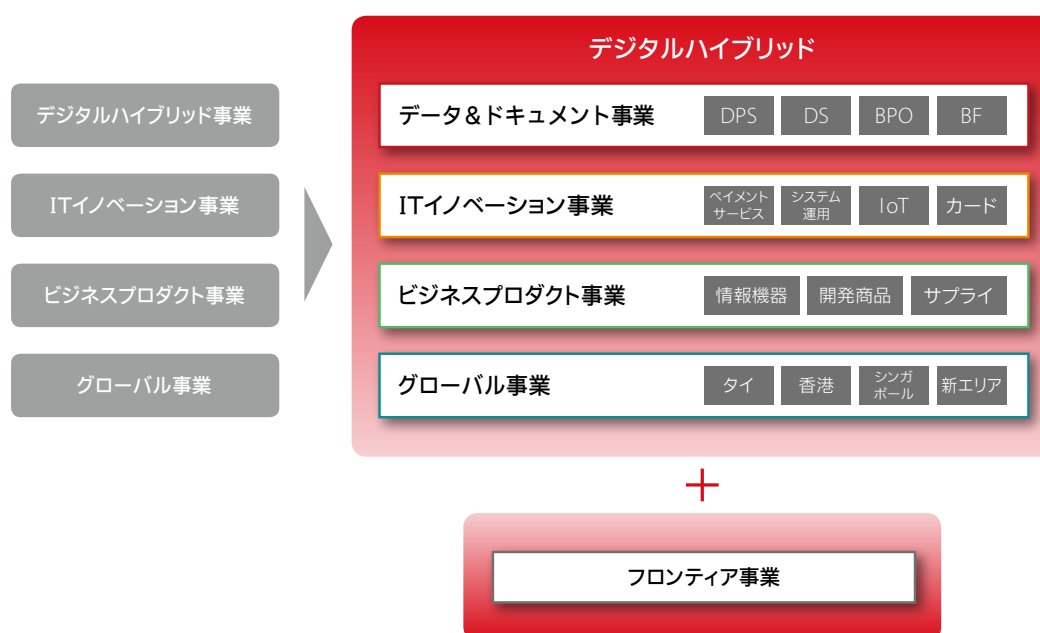 デジタルハイブリッド事業
ITイノベーション事業
ビジネスプロダクト事業
グローバル事業
デジタルハイブリッド
データ&ドキュメント事業
DPS
DS
BPO
BF
ITイノベーション事業
ペイメント
サービス
システム
運用
IoT
カード
ビジネスプロダクト事業
情報機器
開発商品
サプライ
グローバル事業
タイ
香港
シンガ
ポール
新エリア
+
フロンティア事業